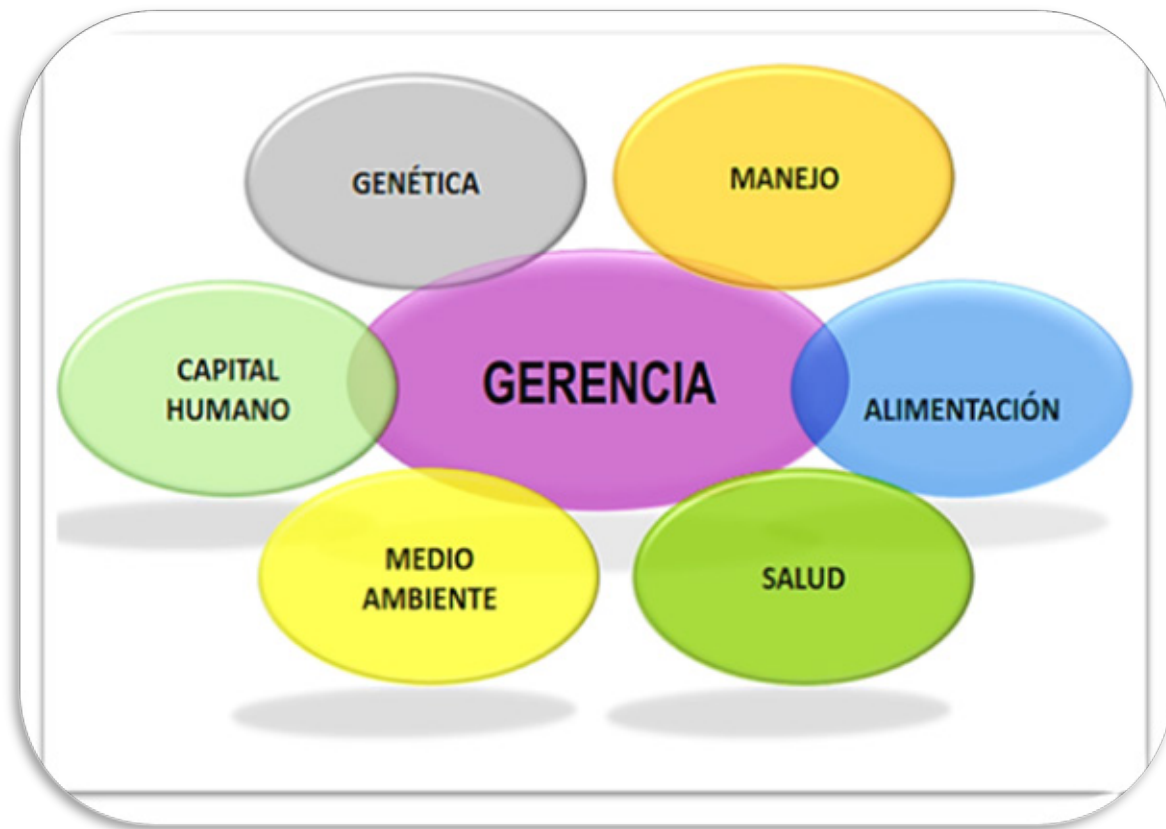 GENÉTICA
MANEJO
CAPITAL
HUMANO
GERENCIA
ALIMENTACIÓN
MEDIO
AMBIENTE
SALUD